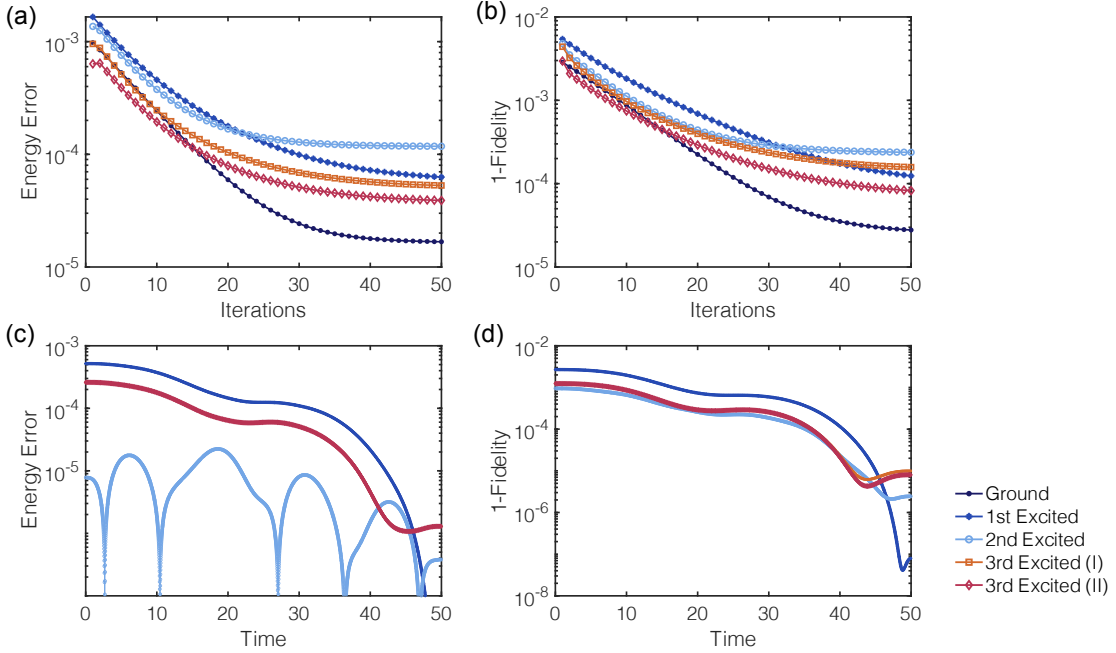 (a)
10^-3
10^-4
10^-5
Energy Error
0 10 20 30 40 50
Iterations
(b)
10^-2
10^-3
10^-4
10^-5
1-Fidelity
0 10 20 30 40 50
Iterations
(c)
10^-3
10^-4
10^-5
Energy Error
0 10 20 30 40 50
Time
(d)
10^-2
10^-4
10^-6
10^-8
1-Fidelity
0 10 20 30 40 50
Time
Ground
1st Excited
2nd Excited
3rd Excited (I)
3rd Excited (II)